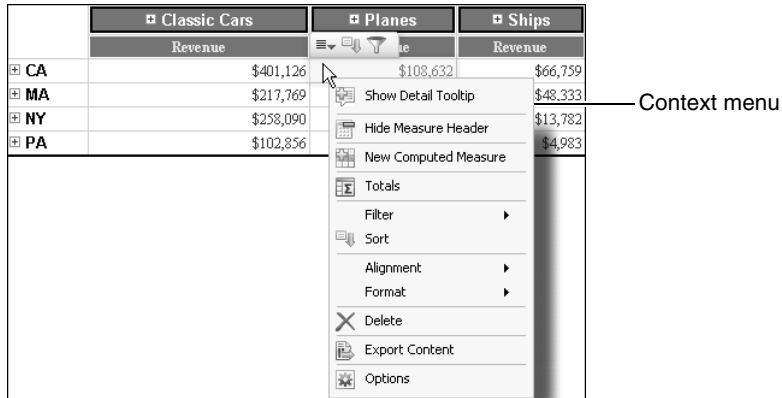 Classic Cars Planes Ships
Revenue ue Revenue
CA $401,126 $108,632 $66,759
MA $217,769 $48,333
NY $258,090 $13,782
PA $102,856 $4,983
Show Detail Tooltip
Hide Measure Header
New Computed Measure
Totals
Filter
Sort
Alignment
Format
Delete
Export Content
Options
Context menu